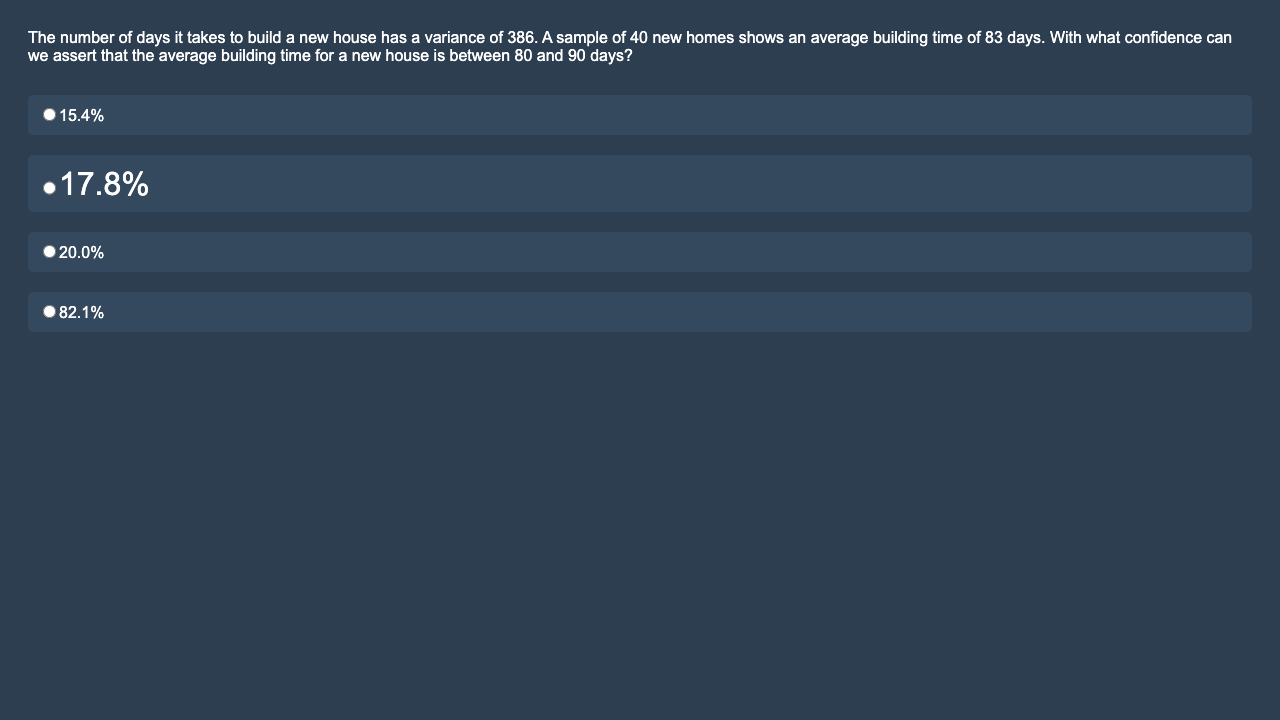 The number of days it takes to build a new house has a variance of 386. A sample of 40 new homes shows an average building time of 83 days. With what confidence can
we assert that the average building time for a new house is between 80 and 90 days?
15.4%
17.8%
20.0%
82.1%